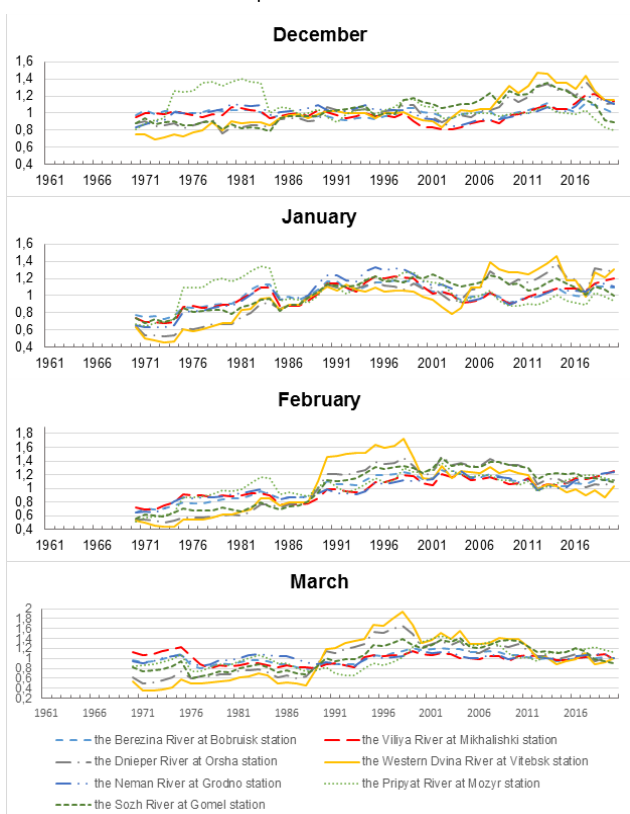 December
1,6
1,4
1,2
1
0,8
0,6
0,4
1961 1966 1971 1976 1981 1986 1991 1996 2001 2006 2011 2016
January
1,6
1,4
1,2
1
0,8
0,6
0,4
1961 1966 1971 1976 1981 1986 1991 1996 2001 2006 2011 2016
February
1,8
1,6
1,4
1,2
1
0,8
0,6
0,4
1961 1966 1971 1976 1981 1986 1991 1996 2001 2006 2011 2016
March
2
1,8
1,6
1,4
1,2
1
0,8
0,6
0,4
0,2
1961 1966 1971 1976 1981 1986 1991 1996 2001 2006 2011 2016
the Berezina River at Bobruisk station the Viliya River at Mikhalishki station
the Dnieper River at Orsha station the Western Dvina River at Vitebsk station
the Neman River at Grodno station the Pripyat River at Mozyr station
the Sozh River at Gomel station